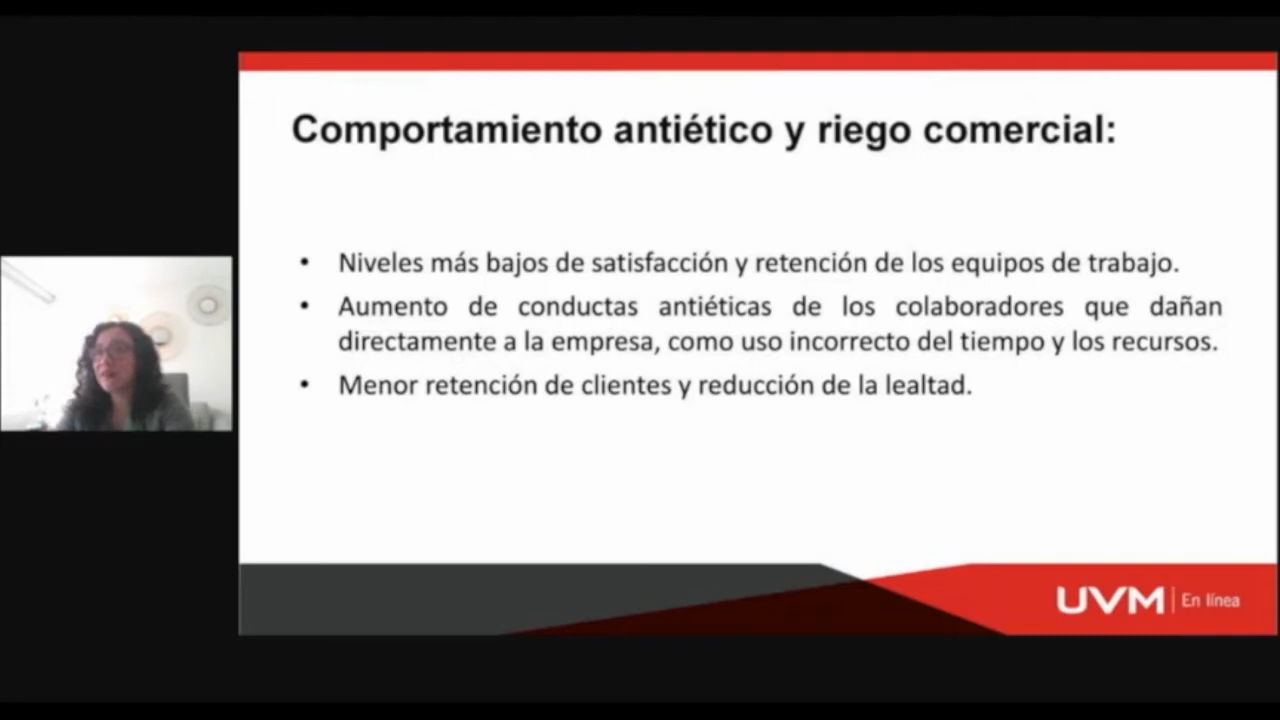 Comportamiento antiético y riego comercial:
• Niveles más bajos de satisfacción y retención de los equipos de trabajo.
• Aumento de conductas antiéticas de los colaboradores que dañan
directamente a la empresa, como uso incorrecto del tiempo y los recursos.
• Menor retención de clientes y reducción de la lealtad.
UVM | En línea